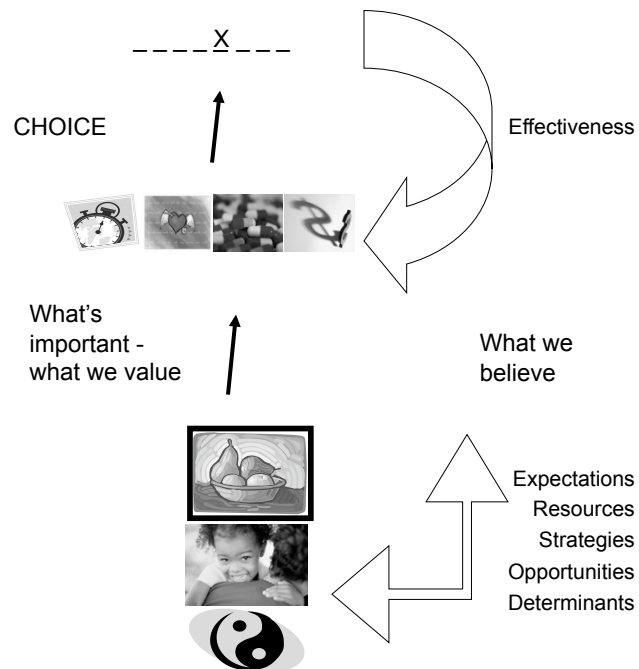 _ _ _ _ X _ _ _ _
CHOICE
Effectiveness
What's
important -
what we value
What we
believe
Expectations
Resources
Strategies
Opportunities
Determinants